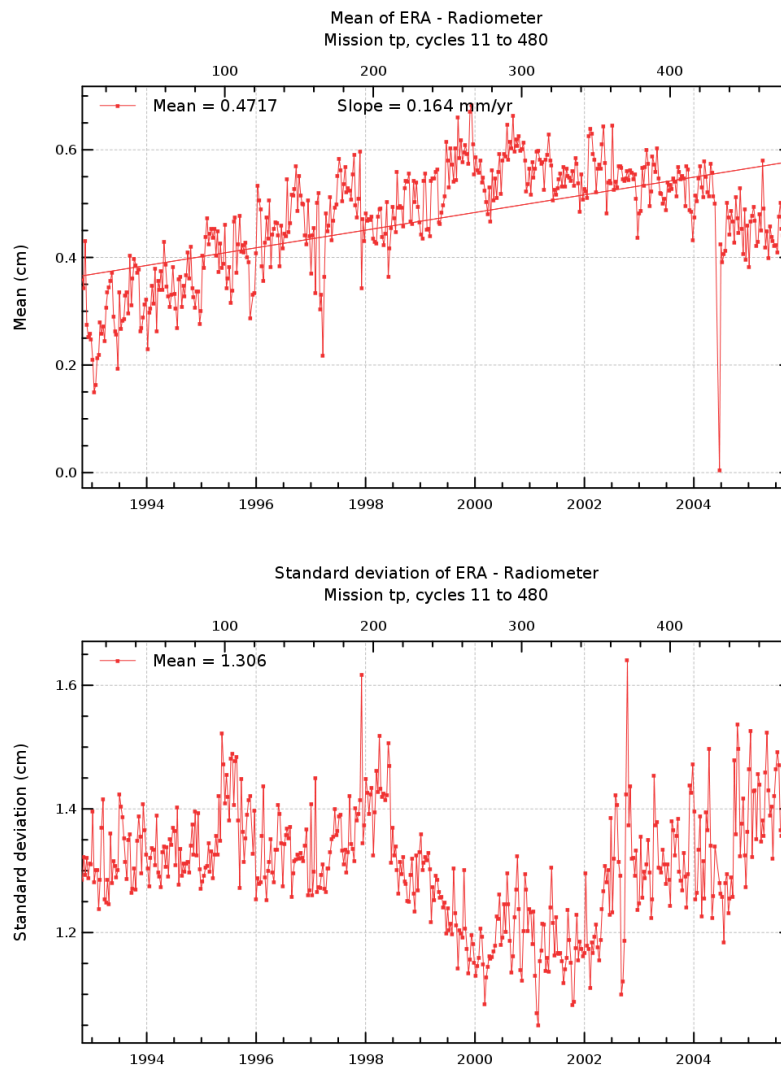 Mean of ERA - Radiometer
Mission tp, cycles 11 to 480
100 200 300 400
Mean = 0.4717 Slope = 0.164 mm/yr
0.6
0.4
0.2
0.0
Mean (cm)
1994 1996 1998 2000 2002 2004
Standard deviation of ERA - Radiometer
Mission tp, cycles 11 to 480
100 200 300 400
Mean = 1.306
1.6
1.4
1.2
Standard deviation (cm)
1994 1996 1998 2000 2002 2004